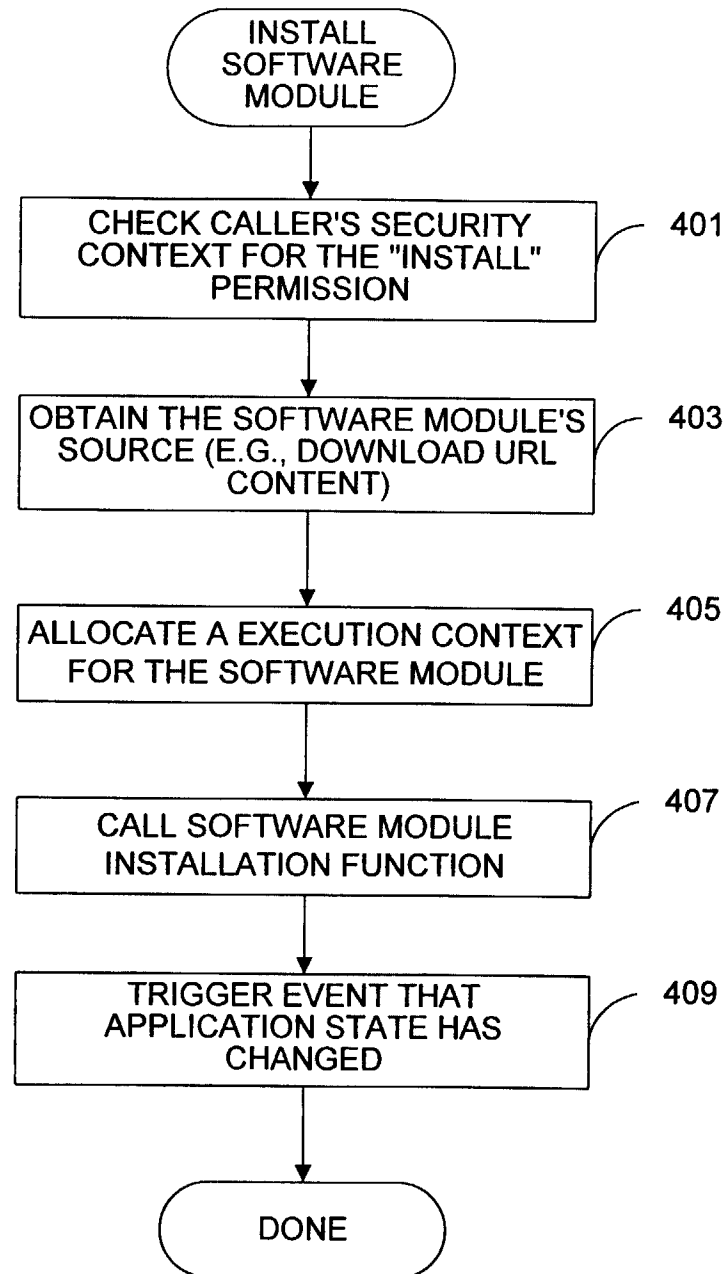 INSTALL
SOFTWARE
MODULE
CHECK CALLER'S SECURITY
CONTEXT FOR THE "INSTALL"
PERMISSION
401
OBTAIN THE SOFTWARE MODULE'S
SOURCE (E.G., DOWNLOAD URL
CONTENT)
403
ALLOCATE A EXECUTION CONTEXT
FOR THE SOFTWARE MODULE
405
CALL SOFTWARE MODULE
INSTALLATION FUNCTION
407
TRIGGER EVENT THAT
APPLICATION STATE HAS
CHANGED
409
DONE